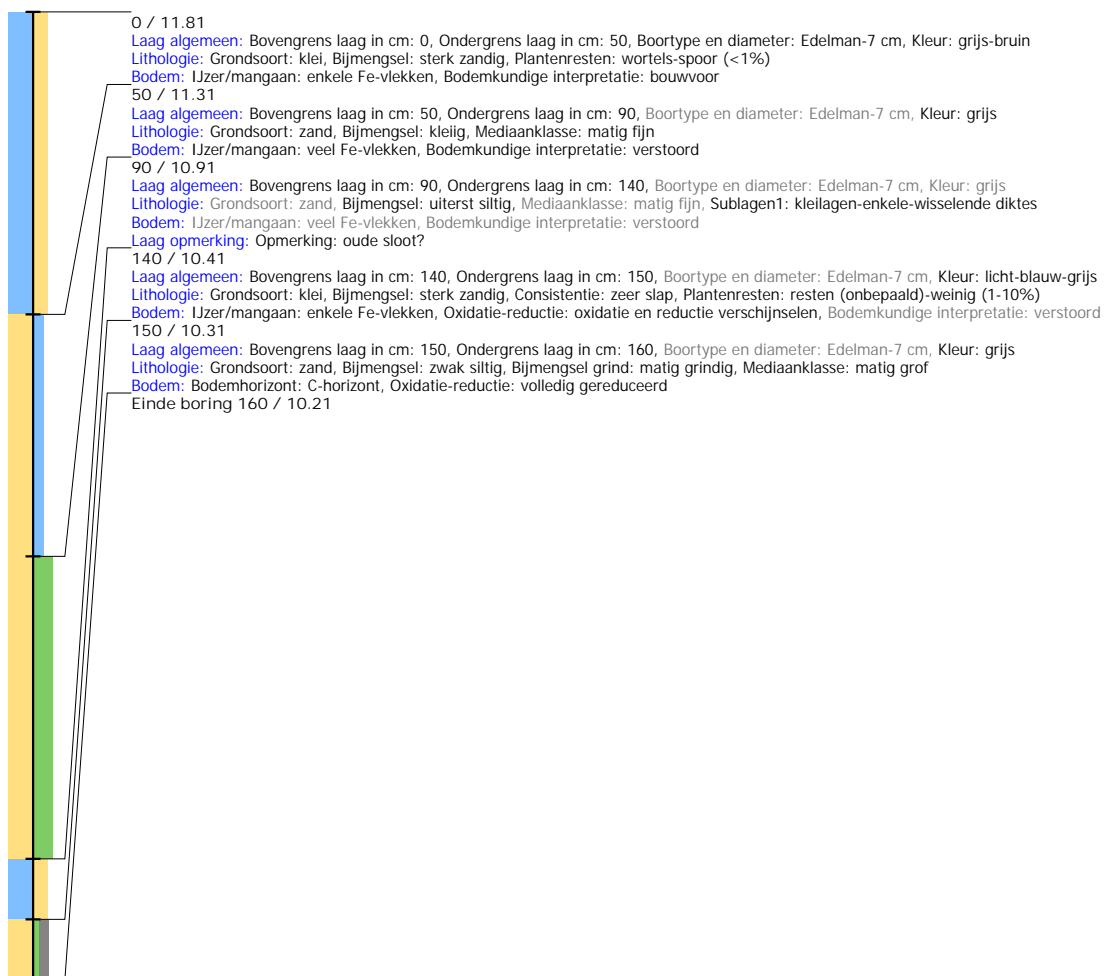 0 / 11.81
Laag algemeen: Bovengrens laag in cm: 0, Ondergrens laag in cm: 50, Boortype en diameter: Edelman-7 cm, Kleur: grijs-bruin
Lithologie: Grondsoort: klei, Bijmengsel: sterk zandig, Plantenresten: wortels-spoor (<1%)
Bodem: IJzer/mangaan: enkele Fe-vlekken, Bodemkundige interpretatie: bouwvoor
50 / 11.31
Laag algemeen: Bovengrens laag in cm: 50, Ondergrens laag in cm: 90, Boortype en diameter: Edelman-7 cm, Kleur: grijs
Lithologie: Grondsoort: zand, Bijmengsel: kleiig, Mediaanklasse: matig fijn
Bodem: IJzer/mangaan: veel Fe-vlekken, Bodemkundige interpretatie: verstoord
90 / 10.91
Laag algemeen: Bovengrens laag in cm: 90, Ondergrens laag in cm: 140, Boortype en diameter: Edelman-7 cm, Kleur: grijs
Lithologie: Grondsoort: zand, Bijmengsel: uiterst siltig, Mediaanklasse: matig fijn, Sublagen1: kleilagen-enkele-wisselende diktes
Bodem: IJzer/mangaan: veel Fe-vlekken, Bodemkundige interpretatie: verstoord
Laag opmerking: Opmerking: oude sloot?
140 / 10.41
Laag algemeen: Bovengrens laag in cm: 140, Ondergrens laag in cm: 150, Boortype en diameter: Edelman-7 cm, Kleur: licht-blauw-grijs
Lithologie: Grondsoort: klei, Bijmengsel: sterk zandig, Consistentie: zeer slap, Plantenresten: resten (onbepaald)-weinig (1-10%)
Bodem: IJzer/mangaan: enkele Fe-vlekken, Oxidatie-reductie: oxidatie en reductie verschijnselen, Bodemkundige interpretatie: verstoord
150 / 10.31
Laag algemeen: Bovengrens laag in cm: 150, Ondergrens laag in cm: 160, Boortype en diameter: Edelman-7 cm, Kleur: grijs
Lithologie: Grondsoort: zand, Bijmengsel: zwak siltig, Bijmengsel grind: matig grindig, Mediaanklasse: matig grof
Bodem: Bodemhorizont: C-horizont, Oxidatie-reductie: volledig gereduceerd
Einde boring 160 / 10.21